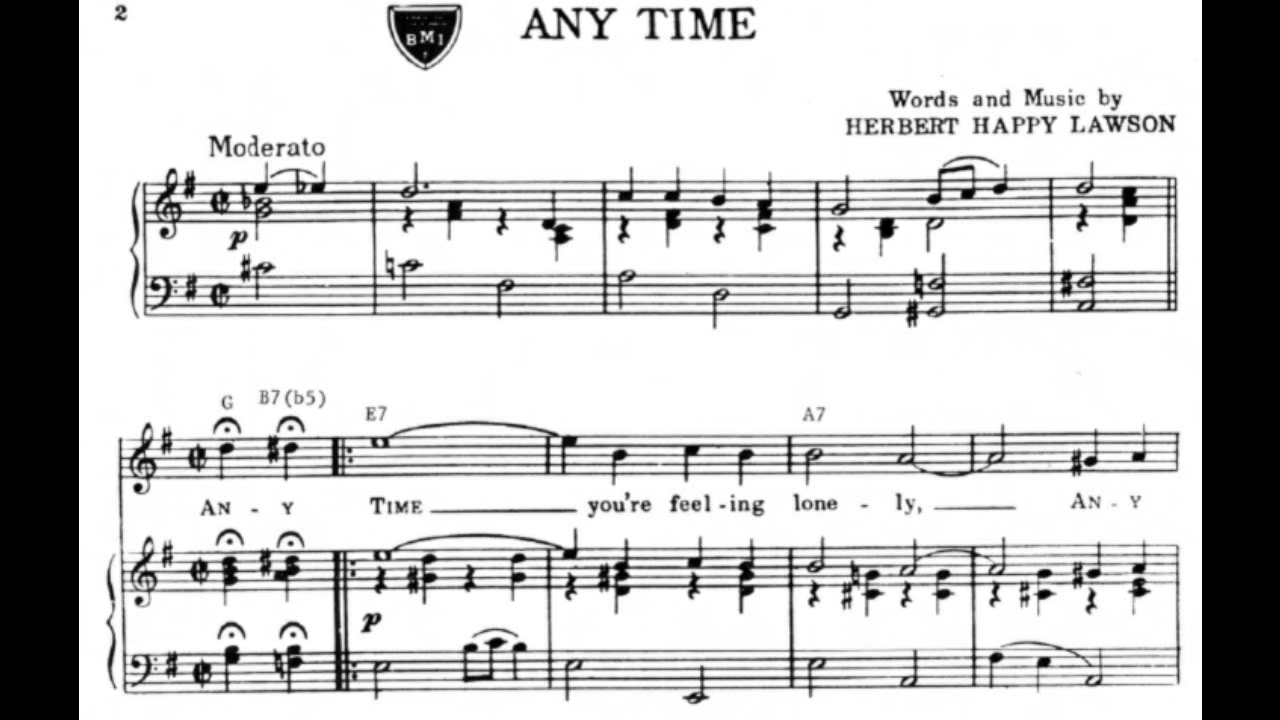 2
BMI
ANY TIME
Words and Music by
HERBERT HAPPY LAWSON
Moderato
p
G B7(b5) E7 A7
AN - Y TIME you're feel - ing lone - ly, AN - Y
p